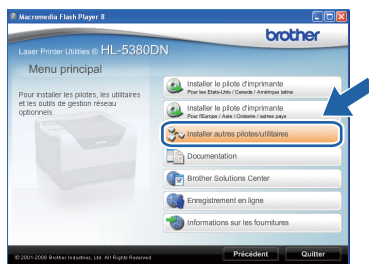 Macromedia Flash Player 8
brother
Laser Printer Utilities @ HL-5380DN
Menu principal
Pour installer les pilotes, les utilitaires
et les outils de gestion réseau
optionnels.
Installer le pilote d'imprimante
Pour les Etats-Unis / Canada / Amérique latine
Installer le pilote d'imprimante
Pour l'Europe / Asie / Océanie / autres pays
Installer autres pilotes/utilitaires
Documentation
Brother Solutions Center
Enregistrement en ligne
Informations sur les fournitures
© 2001-2008 Brother Industries, Ltd. All Rights Reserved.
Précédent
Quitter